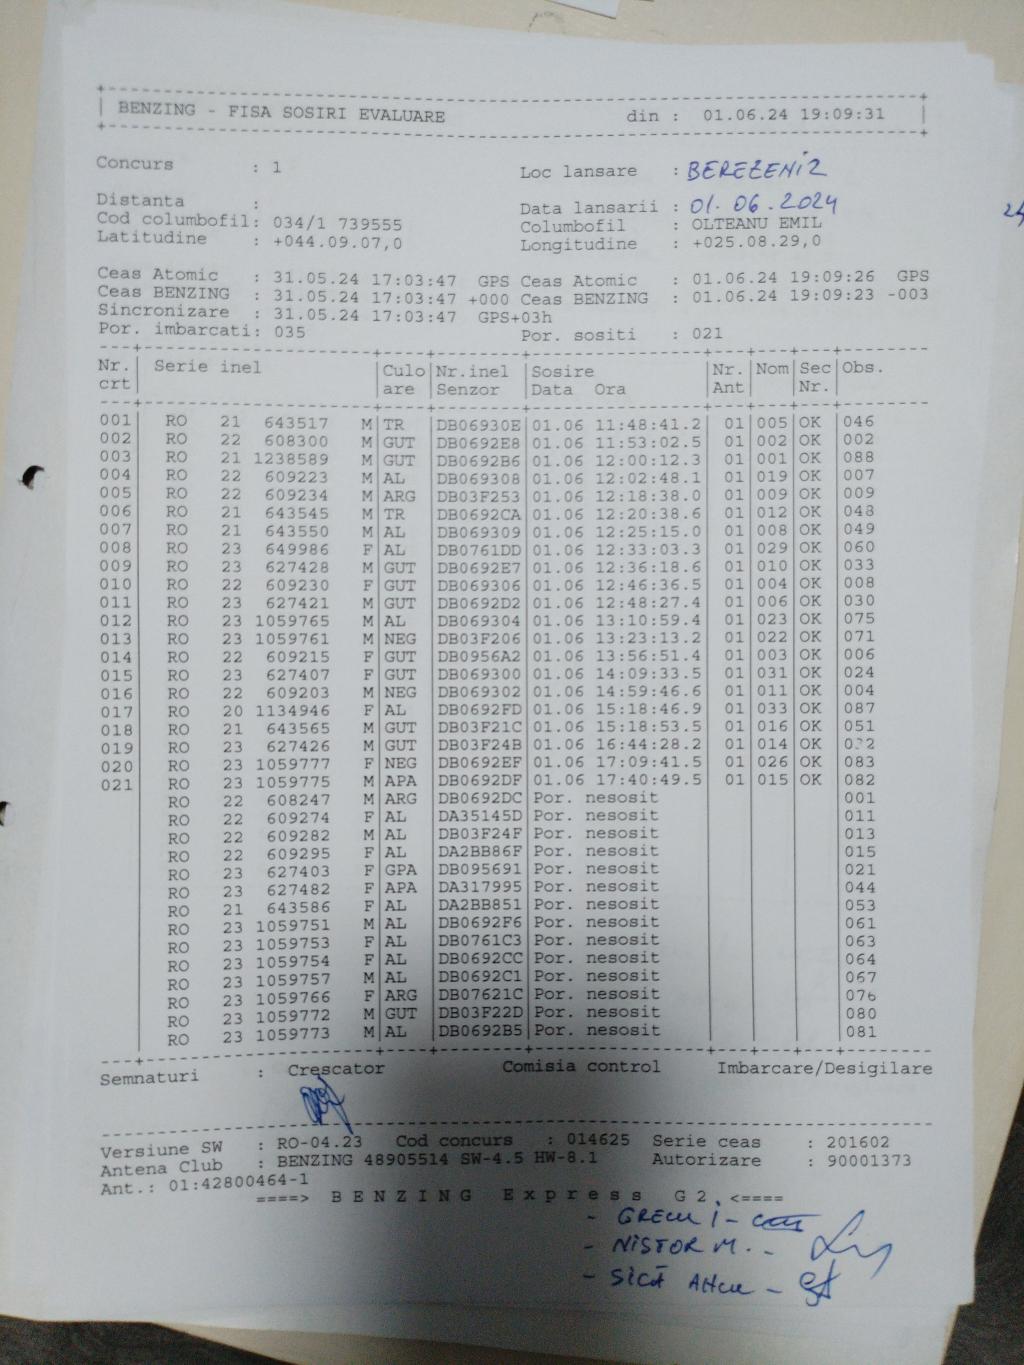 BENZING - FISA SOSIRI EVALUARE din : 01.06.24 19:09:31
Concurs : 1 Loc lansare : BEREZENI 2
Distanta : Data lansarii : 01.06.2024
Cod columbofil: 034/1 739555 Columbofil : OLTEANU EMIL
Latitudine : +044.09.07,0 Longitudine : +025.08.29,0
Ceas Atomic : 31.05.24 17:03:47 GPS Ceas Atomic : 01.06.24 19:09:26 GPS
Ceas BENZING : 31.05.24 17:03:47 +000 Ceas BENZING : 01.06.24 19:09:23 -003
Sincronizare : 31.05.24 17:03:47 GPS+03h
Por. imbarcati: 035 Por. sositi : 021
Nr. Serie inel Culo Nr.inel Sosire Nr. Nom Sec Obs.
crt are Senzor Data Ora Ant Nr.
001 RO 21 643517 M TR DB06930E 01.06 11:48:41.2 01 005 OK 046
002 RO 22 608300 M GUT DB0692E8 01.06 11:53:02.5 01 002 OK 002
003 RO 21 1238589 M GUT DB0692B6 01.06 12:00:12.3 01 001 OK 088
004 RO 22 609223 M AL DB069308 01.06 12:02:48.1 01 019 OK 007
005 RO 22 609234 M ARG DB03F253 01.06 12:18:38.0 01 009 OK 009
006 RO 21 643545 M TR DB0692CA 01.06 12:20:38.6 01 012 OK 048
007 RO 21 643550 M AL DB069309 01.06 12:25:15.0 01 008 OK 049
008 RO 23 649986 F AL DB0761DD 01.06 12:33:03.3 01 029 OK 060
009 RO 23 627428 M GUT DB0692E7 01.06 12:36:18.6 01 010 OK 033
010 RO 22 609230 F GUT DB069306 01.06 12:46:36.5 01 004 OK 008
011 RO 23 627421 M GUT DB0692D2 01.06 12:48:27.4 01 006 OK 030
012 RO 23 1059765 M AL DB069304 01.06 13:10:59.4 01 023 OK 075
013 RO 23 1059761 M NEG DB03F206 01.06 13:23:13.2 01 022 OK 071
014 RO 22 609215 F GUT DB0956A2 01.06 13:56:51.4 01 003 OK 006
015 RO 23 627407 F GUT DB069300 01.06 14:09:33.5 01 031 OK 024
016 RO 22 609203 M NEG DB069302 01.06 14:59:46.6 01 011 OK 004
017 RO 20 1134946 F AL DB0692FD 01.06 15:18:46.9 01 033 OK 087
018 RO 21 643565 M GUT DB03F21C 01.06 15:18:53.5 01 016 OK 051
019 RO 23 627426 M GUT DB03F24B 01.06 16:44:28.2 01 014 OK
020 RO 23 1059777 F NEG DB0692EF 01.06 17:09:41.5 01 026 OK 083
021 RO 23 1059775 M APA DB0692DF 01.06 17:40:49.5 01 015 OK 082
RO 22 608247 M ARG DB0692DC Por. nesosit 001
RO 22 609274 F AL DA35145D Por. nesosit 011
RO 22 609282 M AL DB03F24F Por. nesosit 013
RO 22 609295 F AL DA2BB86F Por. nesosit 015
RO 23 627403 F GPA DB095691 Por. nesosit 021
RO 23 627482 F APA DA317995 Por. nesosit 044
RO 21 643586 F AL DA2BB851 Por. nesosit 053
RO 23 1059751 M AL DB0692F6 Por. nesosit 061
RO 23 1059753 F AL DB0761C3 Por. nesosit 063
RO 23 1059754 F AL DB0692CC Por. nesosit 064
RO 23 1059757 M AL DB0692C1 Por. nesosit 067
RO 23 1059766 F ARG DB07621C Por. nesosit 076
RO 23 1059772 M GUT DB03F22D Por. nesosit 080
RO 23 1059773 M AL DB0692B5 Por. nesosit 081
Semnaturi : Crescator Comisia control Imbarcare/Desigilare
Versiune SW : RO-04.23 Cod concurs : 014625 Serie ceas : 201602
Antena Club : BENZING 48905514 SW-4.5 HW-8.1 Autorizare : 90001373
Ant.: 01:42800464-1
====> B E N Z I N G E x p r e s s G 2 . <====
- GRECU I -
- NISTOR M. -
- SICĂ -